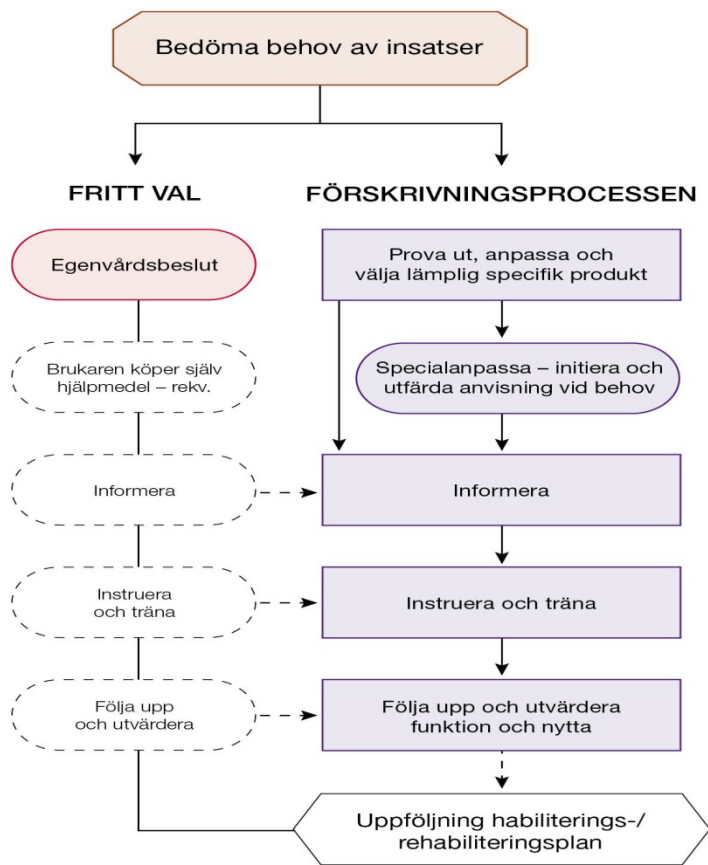 Bedöma behov av insatser
FRITT VAL
FÖRSKRIVNINGSPROCESSEN
Egenvårdsbeslut
Prova ut, anpassa och
välja lämplig specifik produkt
Brukaren köper själv
hjälpmedel – rekv.
Specialanpassa – initiera och
utfärda anvisning vid behov
Informera
Informera
Instruera
och träna
Instruera och träna
Följa upp
och utvärdera
Följa upp och utvärdera
funktion och nytta
Uppföljning habiliterings-/
rehabiliteringsplan